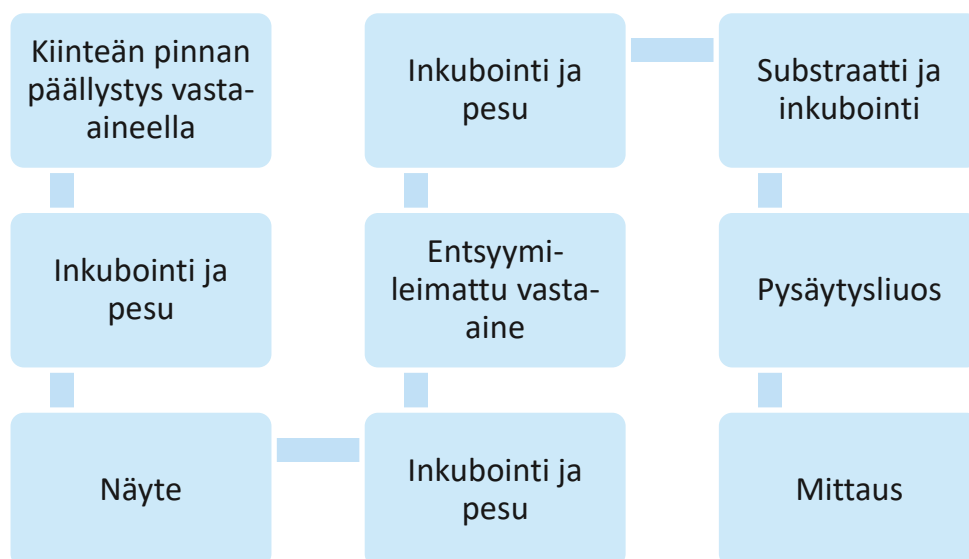 Kiinteän pinnan
päällystys vasta-
aineella
Inkubointi ja
pesu
Näyte
Inkubointi ja
pesu
Entsyymi-
leimattu vasta-
aine
Inkubointi ja
pesu
Substraatti ja
inkubointi
Pysäytysliuos
Mittaus